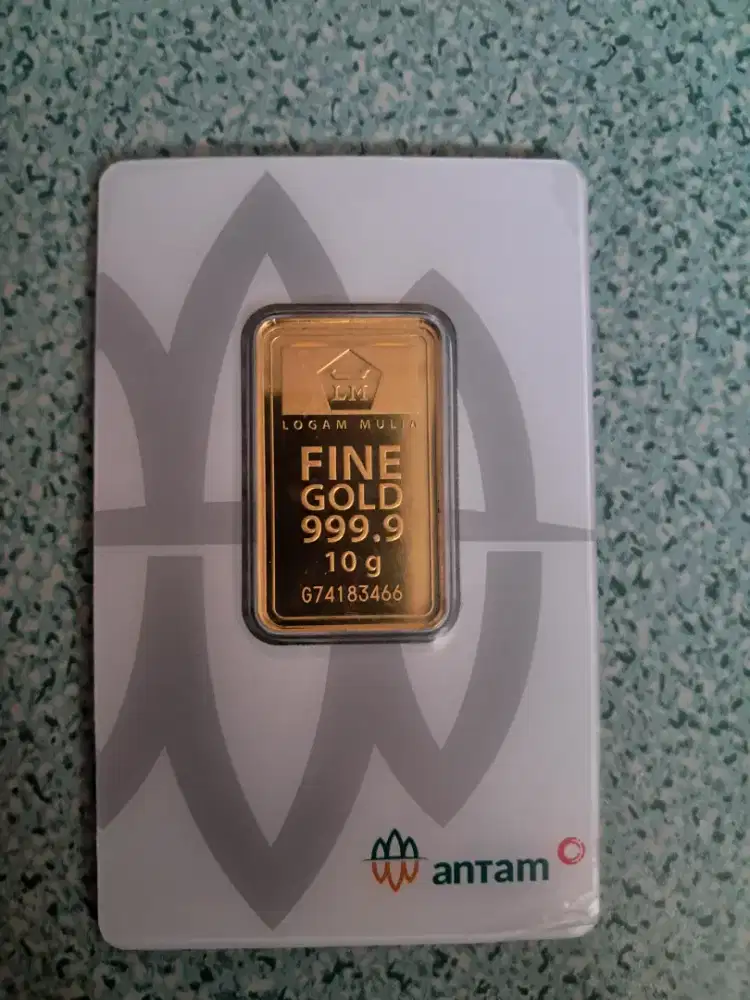 LM
LOGAM MULIA
FINE
GOLD
999.9
10 g
G74183466
antam